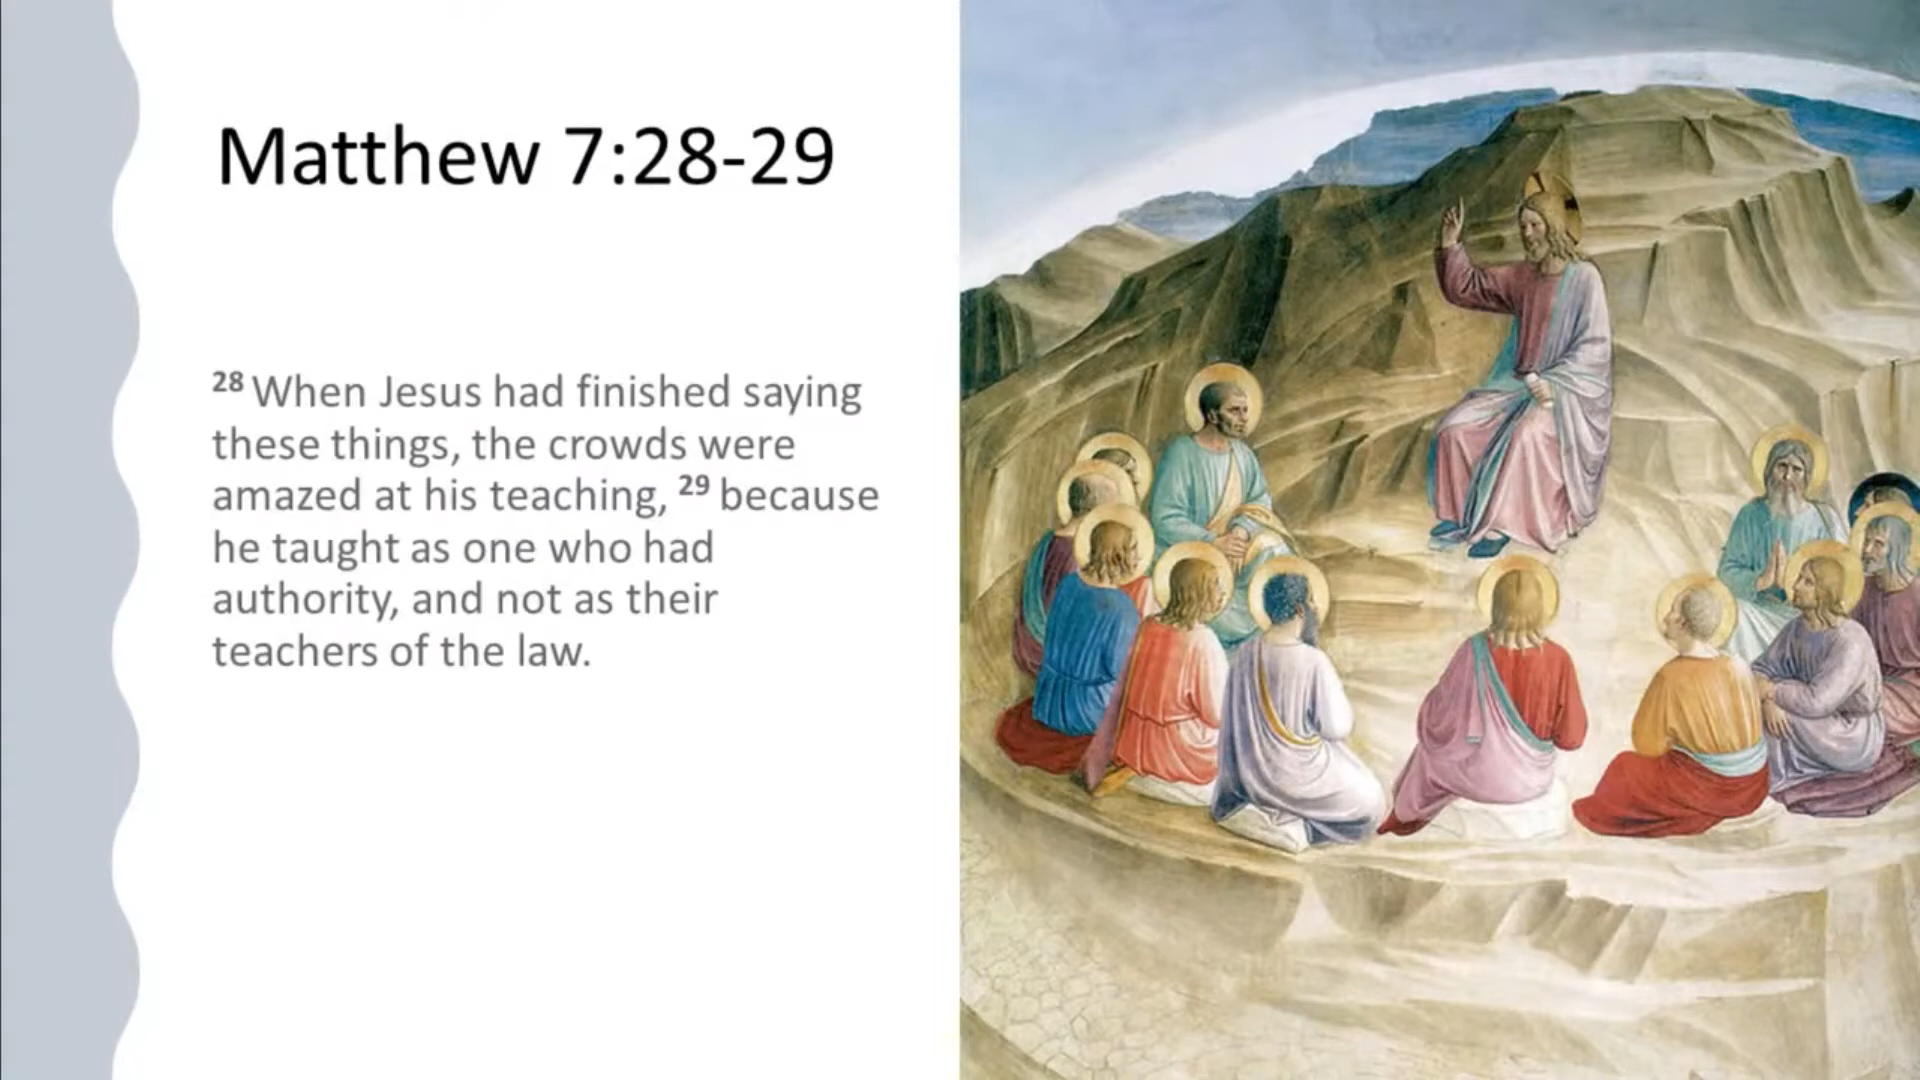 Matthew 7:28-29
28 When Jesus had finished saying
these things, the crowds were
amazed at his teaching, 29 because
he taught as one who had
authority, and not as their
teachers of the law.